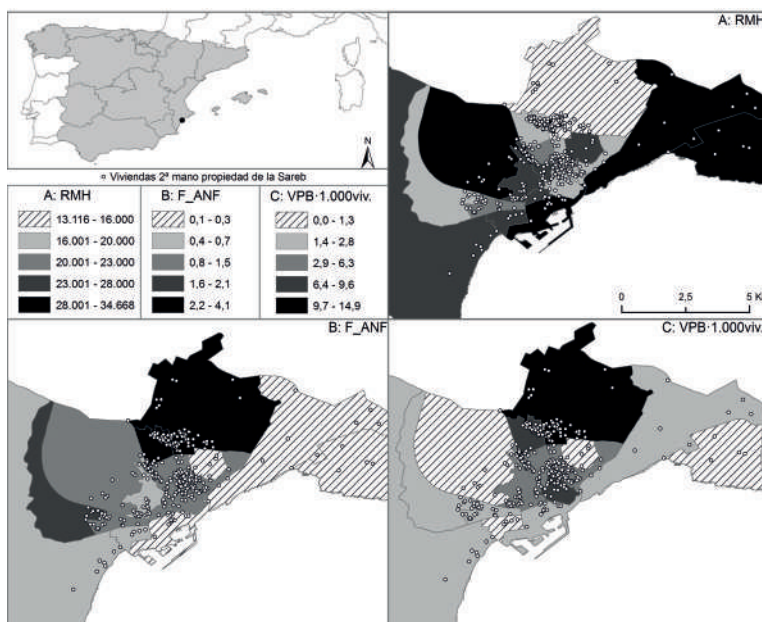 A: RMH
N
Viviendas 2ª mano propiedad de la Sareb
A: RMH
13.116 - 16.000
16.001 - 20.000
20.001 - 23.000
23.001 - 28.000
28.001 - 34.668
B: F_ANF
0,1 - 0,3
0,4 - 0,7
0,8 - 1,5
1,6 - 2,1
2,2 - 4,1
C: VPB·1.000viv.
0,0 - 1,3
1,4 - 2,8
2,9 - 6,3
6,4 - 9,6
9,7 - 14,9
0 2,5 5 K
B: F_ANF
C: VPB·1.000viv.